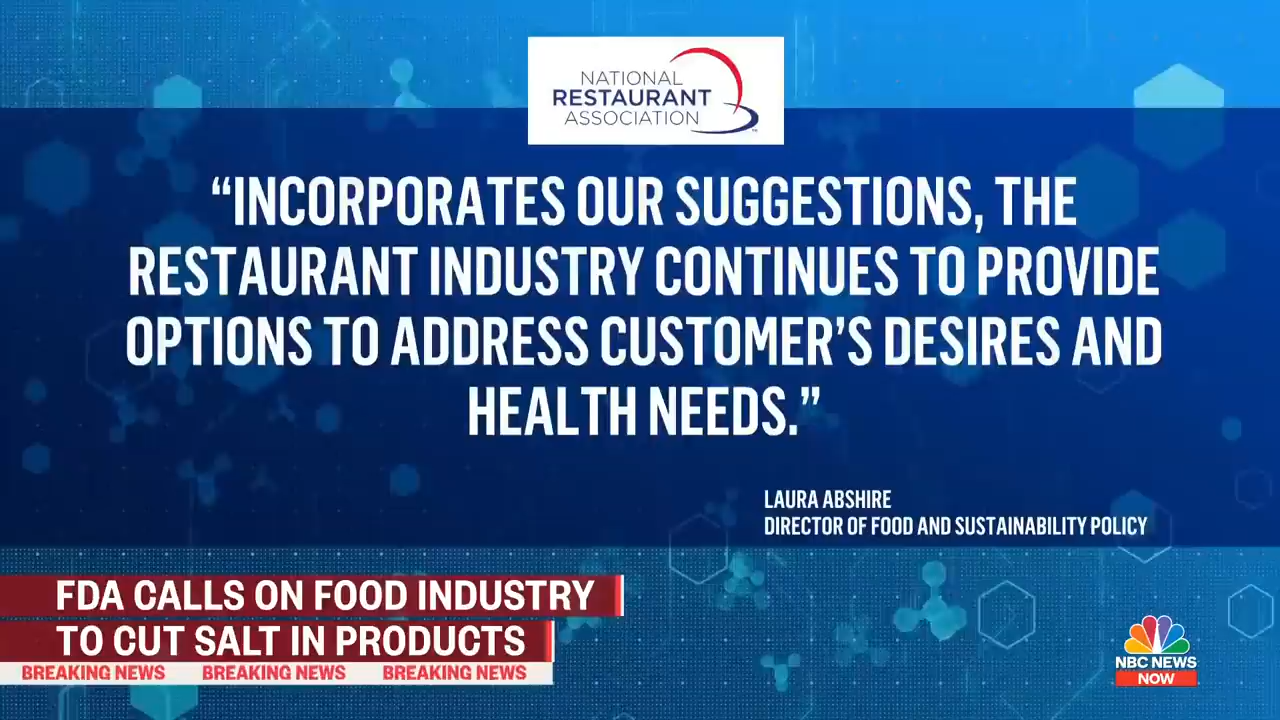 NATIONAL
RESTAURANT
ASSOCIATION
“INCORPORATES OUR SUGGESTIONS, THE
RESTAURANT INDUSTRY CONTINUES TO PROVIDE
OPTIONS TO ADDRESS CUSTOMER’S DESIRES AND
HEALTH NEEDS.”
LAURA ABSHIRE
DIRECTOR OF FOOD AND SUSTAINABILITY POLICY
FDA CALLS ON FOOD INDUSTRY
TO CUT SALT IN PRODUCTS
BREAKING NEWS BREAKING NEWS BREAKING NEWS
NBC NEWS
NOW